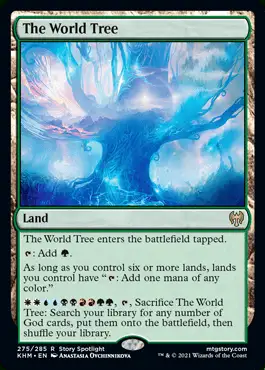 The World Tree
Land
The World Tree enters the battlefield tapped.
: Add .
As long as you control six or more lands, lands
you control have “: Add one mana of any
color.”
, , Sacrifice The World
Tree: Search your library for any number of
God cards, put them onto the battlefield, then
shuffle your library.
275/285 R Story Spotlight
mtgstory.com
KHM • EN Anastasia Ovchinnikova
™ & © 2021 Wizards of the Coast